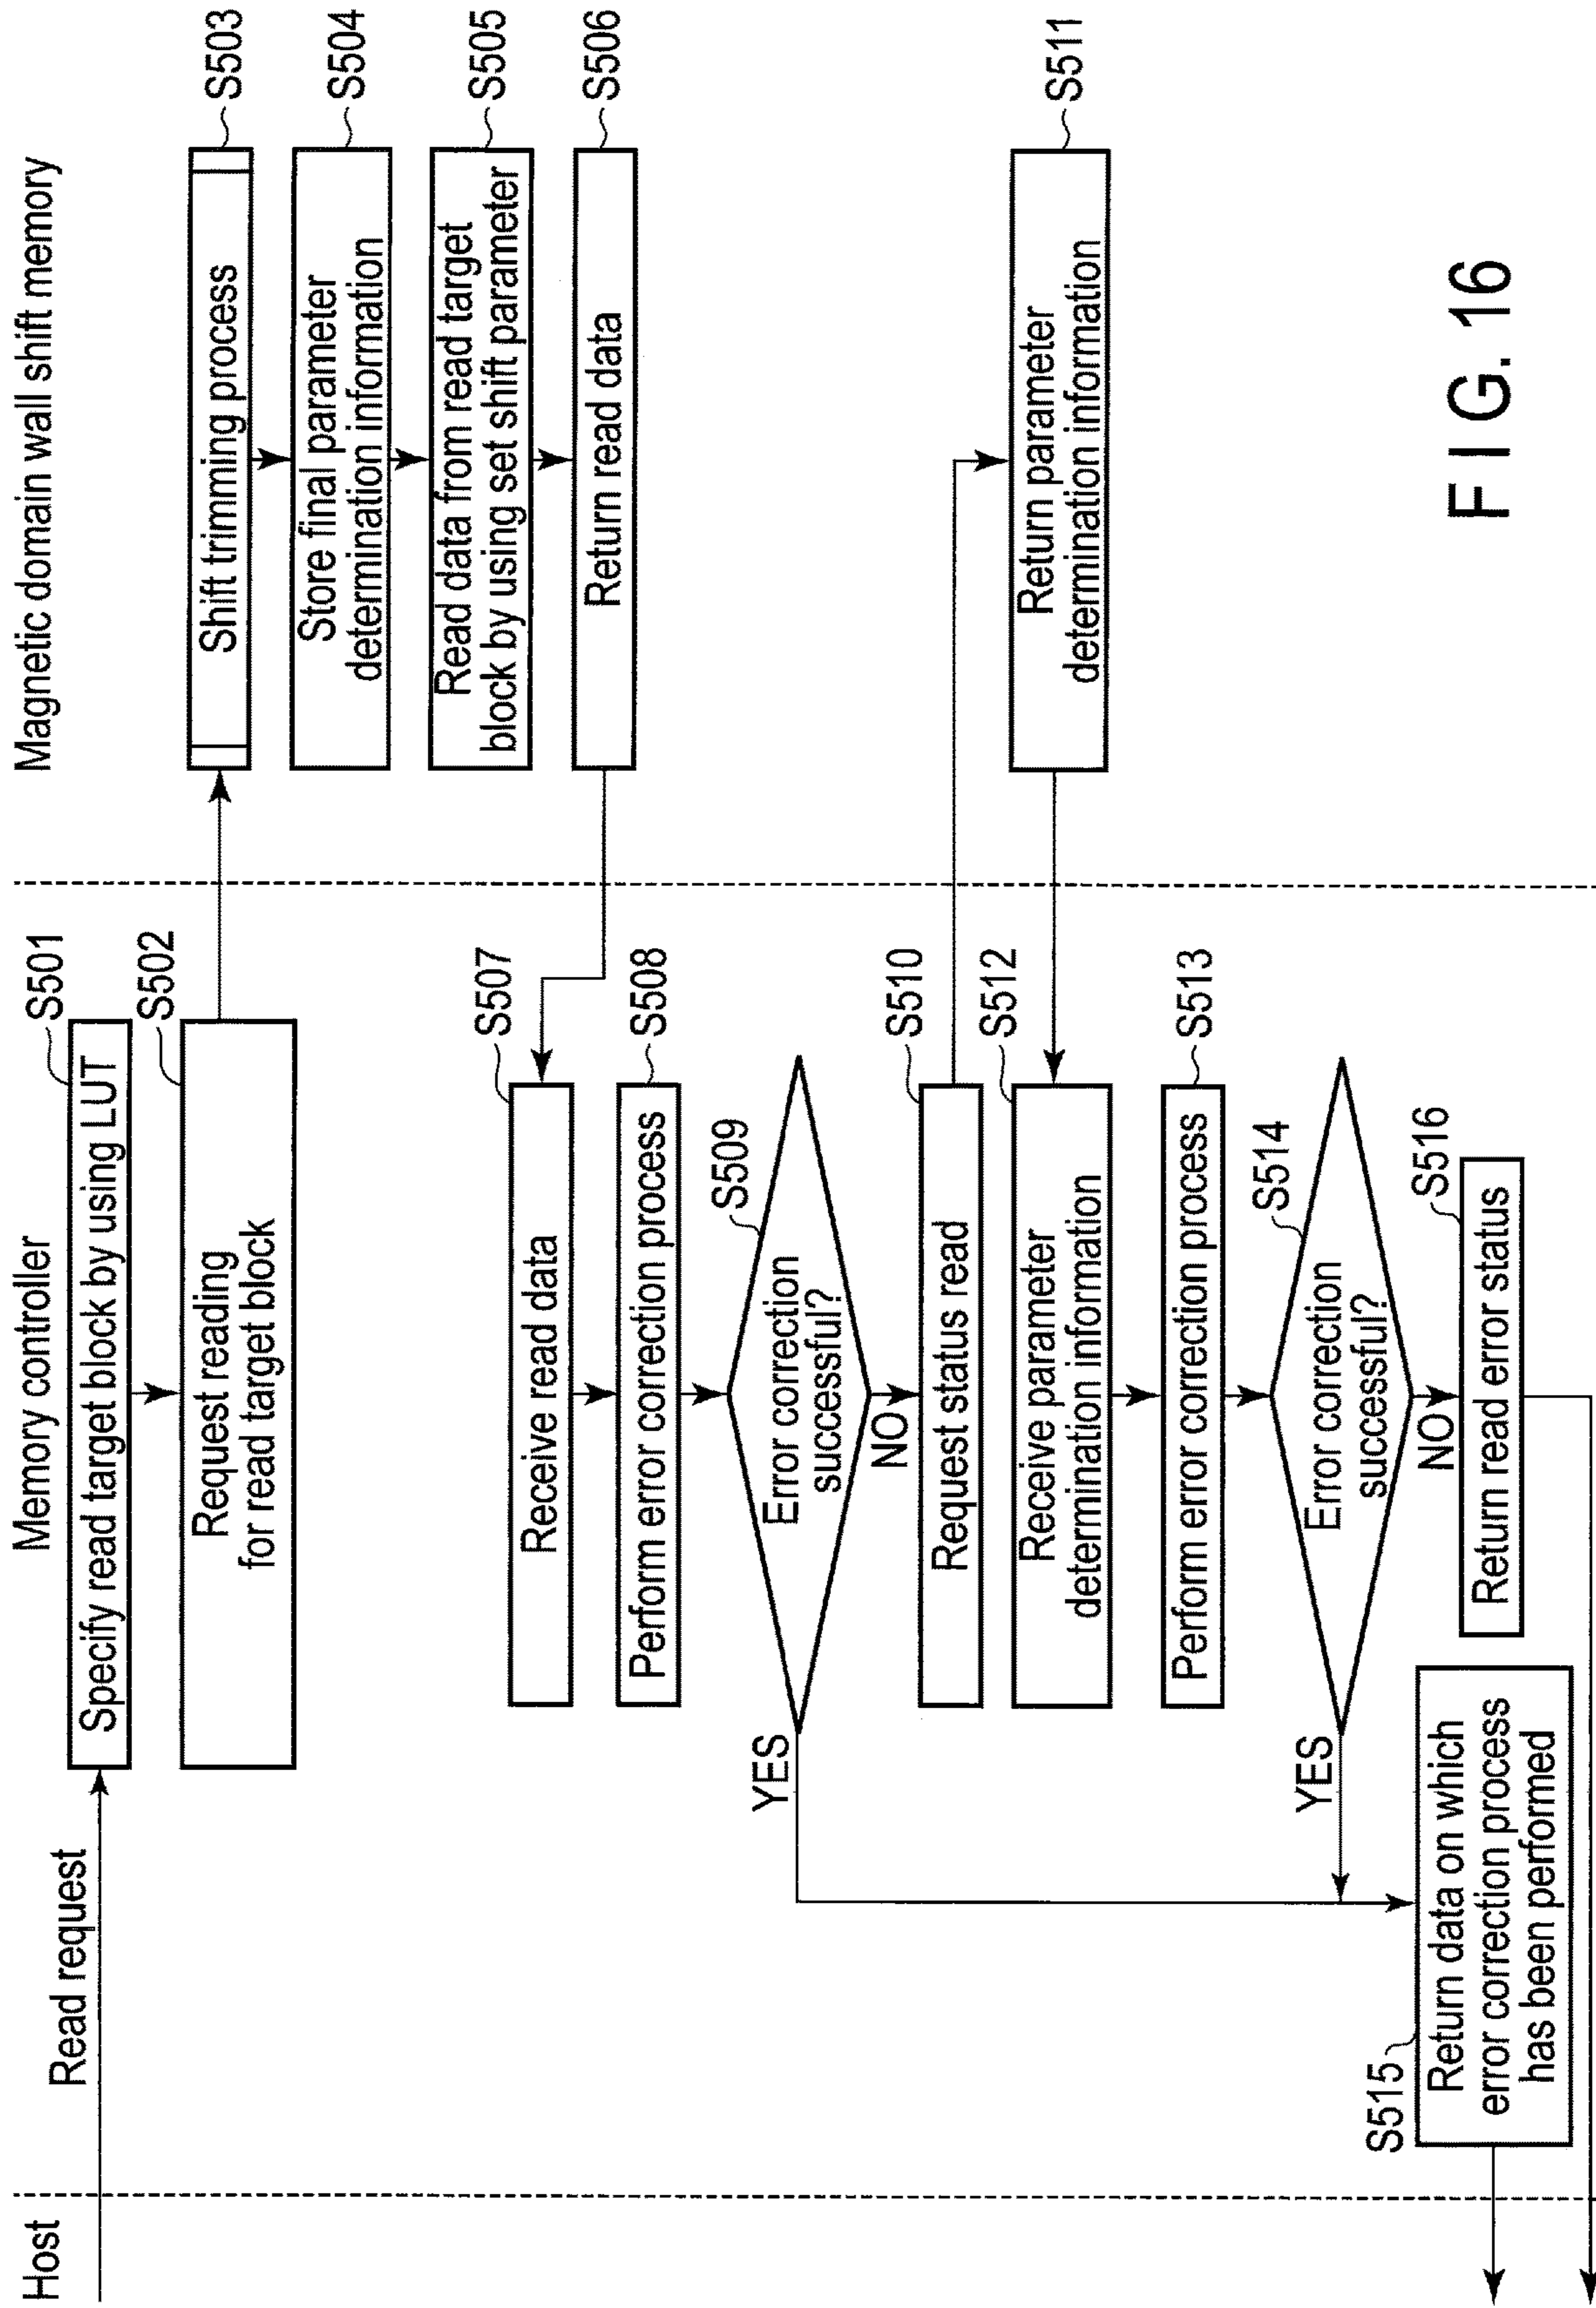 Host
Memory controller
Magnetic domain wall shift memory
Read request
Specify read target block by using LUT
S501
Request reading
for read target block
S502
Shift trimming process
S503
Store final parameter
determination information
S504
Read data from read target
block by using set shift parameter
S505
Return read data
S506
Receive read data
S507
Perform error correction process
S508
Error correction
successful?
S509
YES
NO
Request status read
S510
Return parameter
determination information
S511
Receive parameter
determination information
S512
Perform error correction process
S513
Error correction
successful?
S514
YES
NO
S515
Return data on which
error correction process
has been performed
Return read error status
S516
FIG. 16